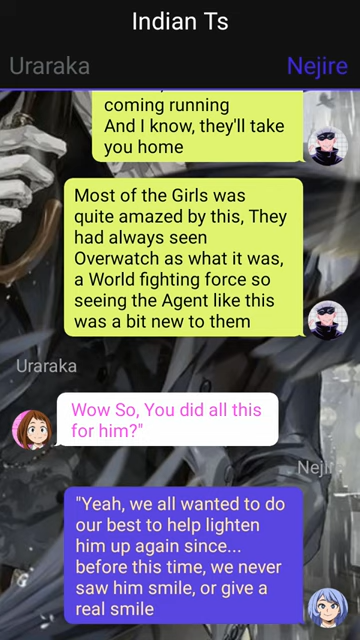 Indian Ts
Uraraka
Nejire
coming running
And I know, they'll take
you home
Most of the Girls was
quite amazed by this, They
had always seen
Overwatch as what it was,
a World fighting force so
seeing the Agent like this
was a bit new to them
Uraraka
Wow So, You did all this
for him?"
"Yeah, we all wanted to do
our best to help lighten
him up again since...
before this time, we never
saw him smile, or give a
real smile